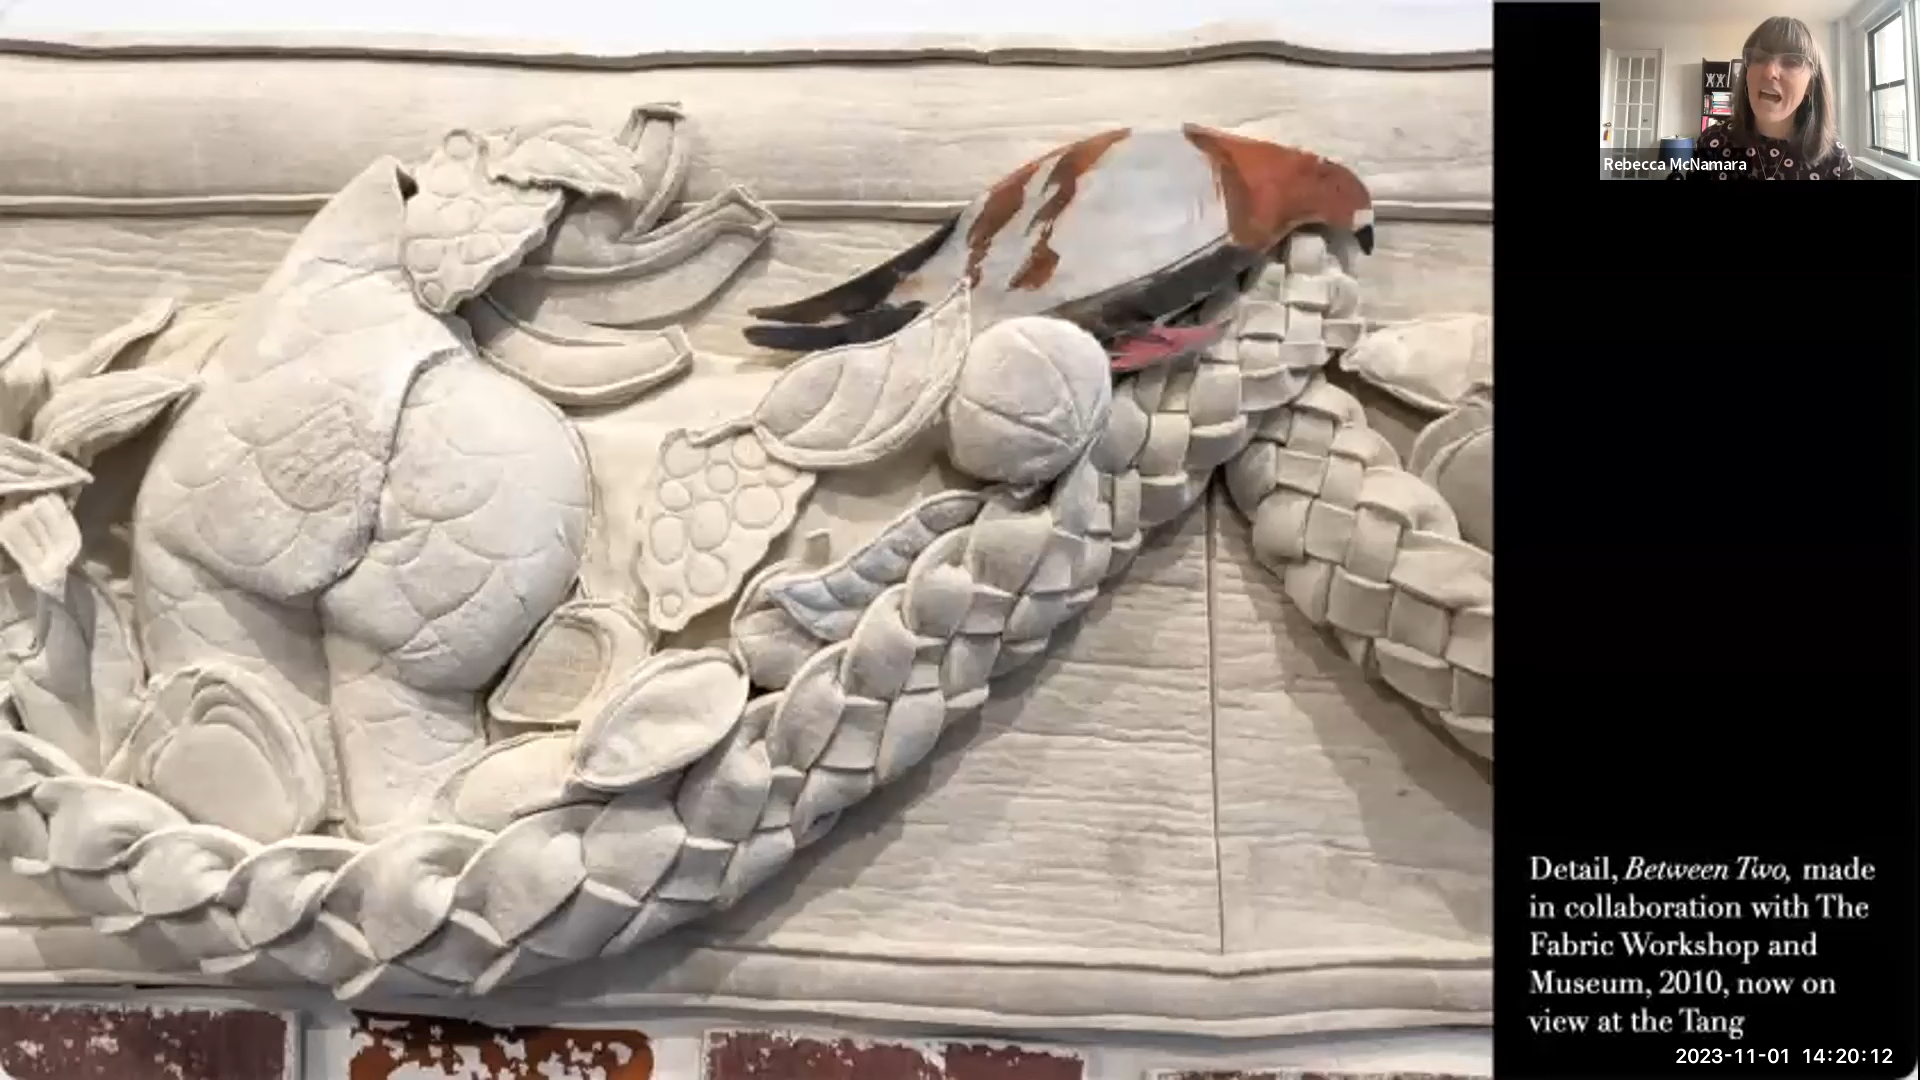 Rebecca McNamara
Detail, Between Two, made
in collaboration with The
Fabric Workshop and
Museum, 2010, now on
view at the Tang
2023-11-01 14:20:12